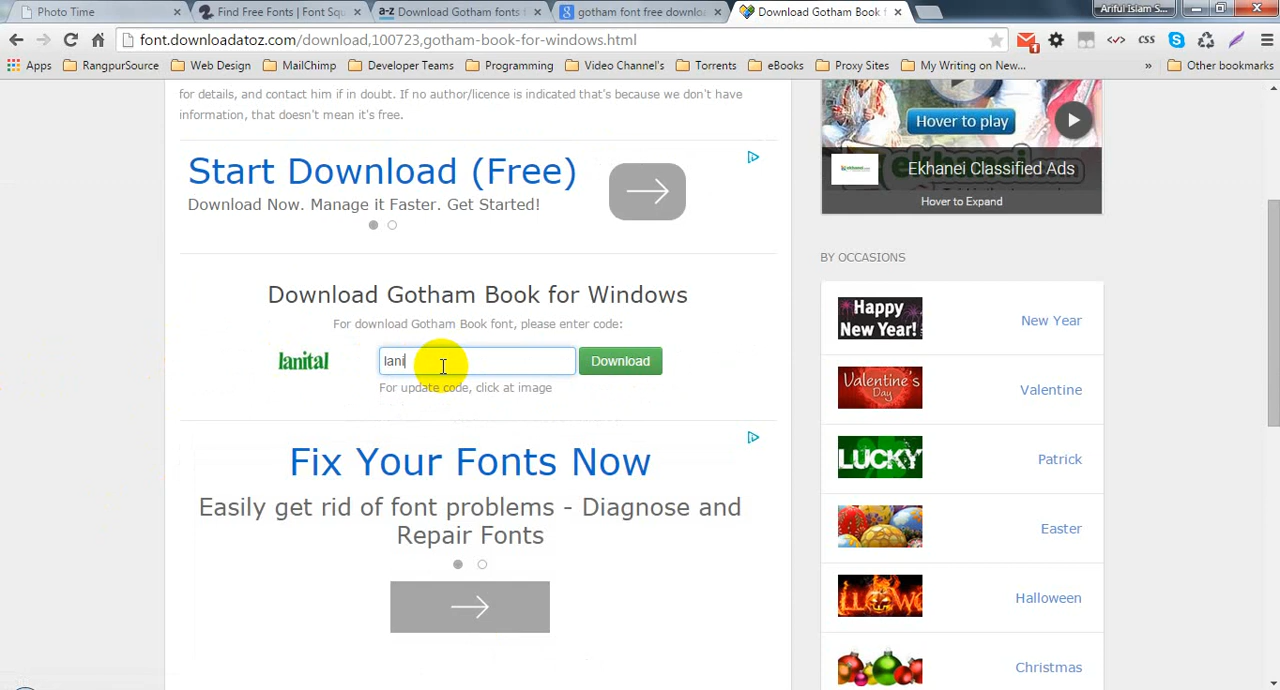 Photo Time
Find Free Fonts | Font Squ
a-z Download Gotham fonts f
gotham font free downloa
Download Gotham Book f
Ariful Islam S...
font.downloadatoz.com/download,100723,gotham-book-for-windows.html
1
CSS
Apps RangpurSource Web Design MailChimp Developer Teams Programming Video Channel's Torrents eBooks Proxy Sites My Writing on New... » Other bookmarks
for details, and contact him if in doubt. If no author/licence is indicated that's because we don't have
information, that doesn't mean it's free.
Start Download (Free)
Download Now. Manage it Faster. Get Started!
Download Gotham Book for Windows
For download Gotham Book font, please enter code:
lanital
lani
Download
For update code, click at image
Fix Your Fonts Now
Easily get rid of font problems - Diagnose and
Repair Fonts
Hover to play
Ekhanei Classified Ads
Hover to Expand
BY OCCASIONS
Happy
New Year!
New Year
Valentine's
Day
Valentine
LUCKY
Patrick
Easter
Halloween
Christmas